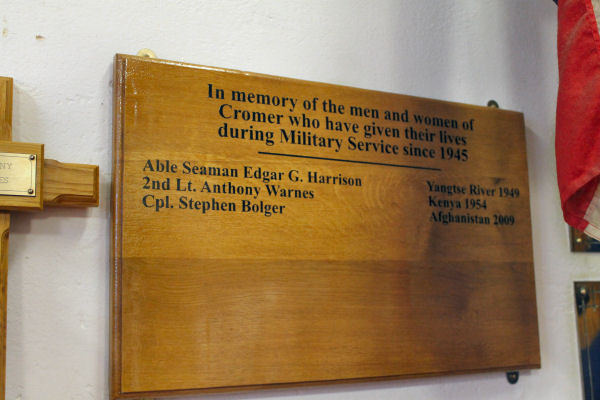 In memory of the men and women of
Cromer who have given their lives
during Military Service since 1945
Able Seaman Edgar G. Harrison Yangtse River 1949
2nd Lt. Anthony Warnes Kenya 1954
Cpl. Stephen Bolger Afghanistan 2009